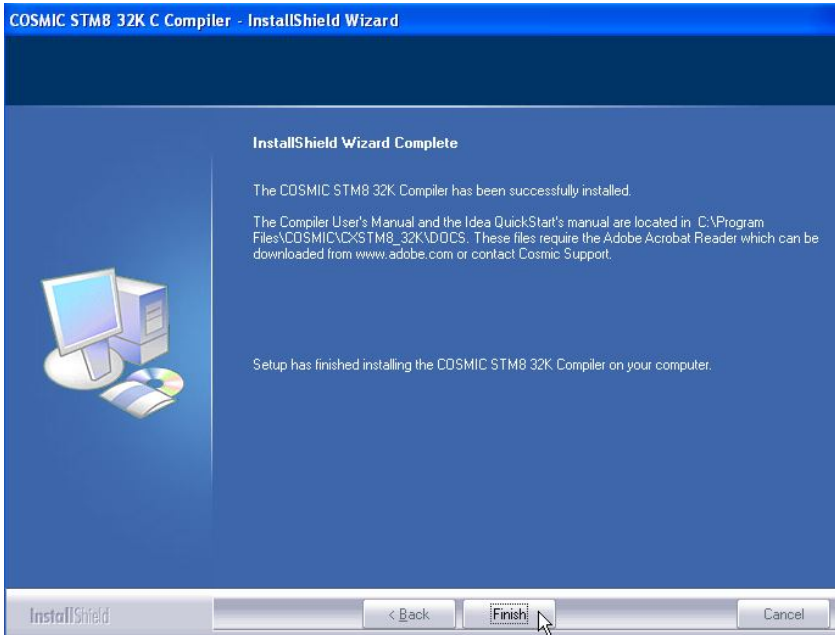 COSMIC STM8 32K C Compiler - InstallShield Wizard
InstallShield Wizard Complete
The COSMIC STM8 32K Compiler has been successfully installed.
The Compiler User's Manual and the Idea QuickStart's manual are located in C:\Program
Files\COSMIC\CXSTM8_32K\DOCS. These files require the Adobe Acrobat Reader which can be
downloaded from www.adobe.com or contact Cosmic Support.
Setup has finished installing the COSMIC STM8 32K Compiler on your computer.
InstallShield
< Back
Finish
Cancel